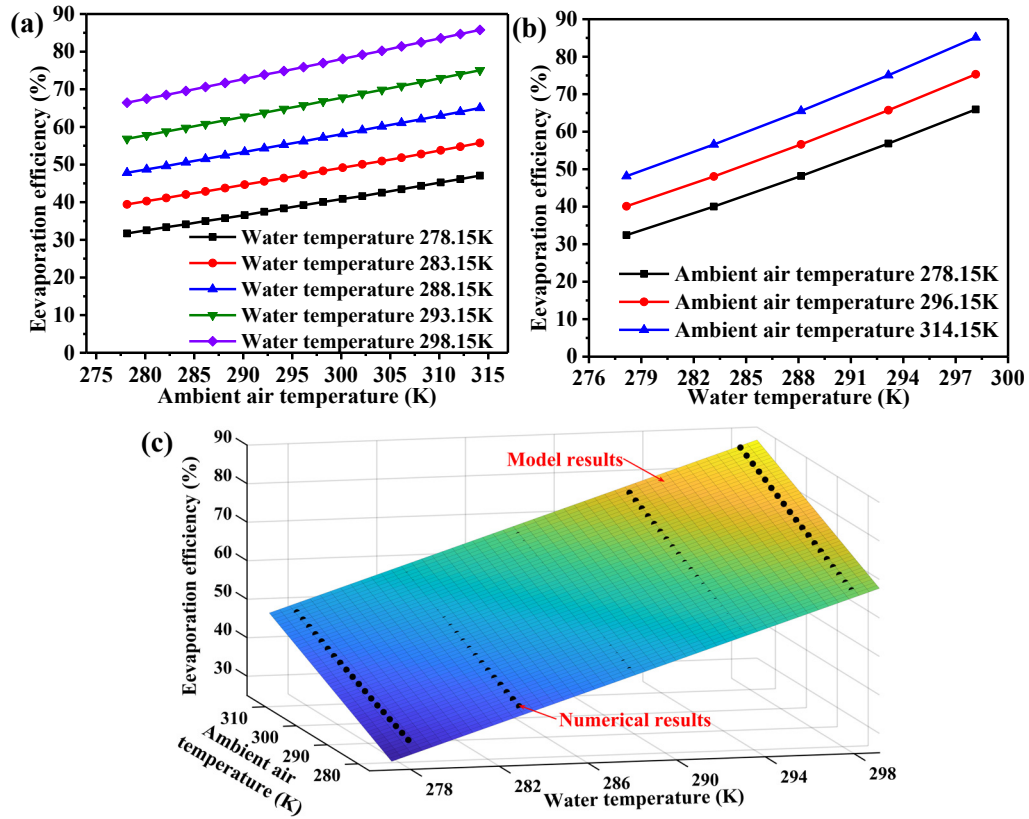 (a)
90
80
70
60
50
40
30
20
10
0
Eevaporation efficiency (%)
Water temperature 278.15K
Water temperature 283.15K
Water temperature 288.15K
Water temperature 293.15K
Water temperature 298.15K
275 280 285 290 295 300 305 310 315
Ambient air temperature (K)
(b)
90
80
70
60
50
40
30
20
10
0
Eevaporation efficiency (%)
Ambient air temperature 278.15K
Ambient air temperature 296.15K
Ambient air temperature 314.15K
276 279 282 285 288 291 294 297 300
Water temperature (K)
(c)
90
80
70
60
50
40
30
Eevaporation efficiency (%)
Model results
Numerical results
310
300
290
280
Ambient air
temperature (K)
278 282 286 290 294 298
Water temperature (K)